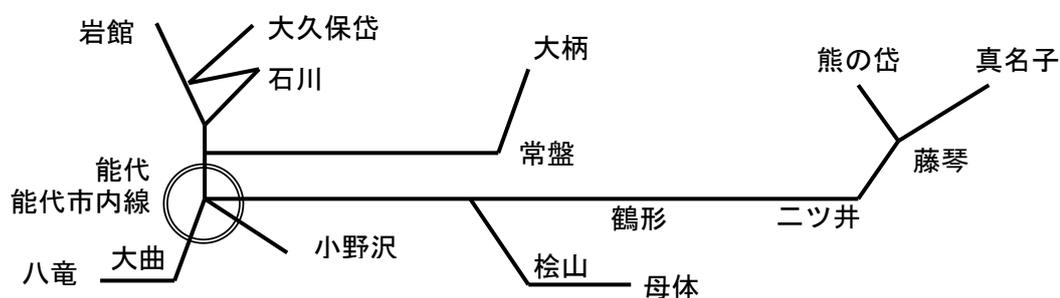 岩館
大久保岱
石川
大柄
熊の岱
真名子
常盤
藤琴
能代
能代市内線
鶴形
二ツ井
小野沢
大曲
八竜
桧山
母体